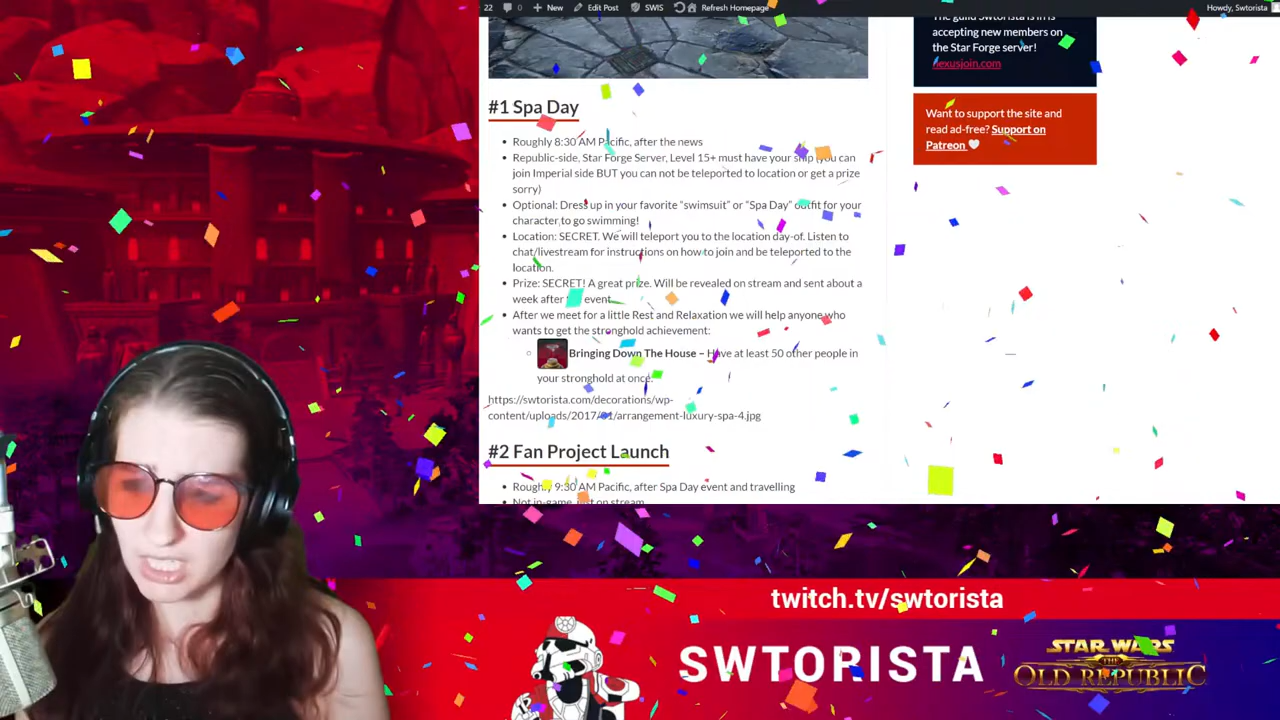 22 0 New Edit Post SWIS Refresh Homepage Howdy, Swtorista
The guild Swtorista is in is
accepting new members on
the Star Forge server!
nexusjoin.com
Want to support the site and
read ad-free? Support on
Patreon
#1 Spa Day
Roughly 8:30 AM Pacific, after the news
Republic-side, Star Forge Server, Level 15+ must have your ship (you can
join Imperial side BUT you can not be teleported to location or get a prize
sorry)
Optional: Dress up in your favorite "swimsuit" or "Spa Day" outfit for your
character to go swimming!
Location: SECRET. We will teleport you to the location day-of. Listen to
chat/livestream for instructions on how to join and be teleported to the
location.
Prize: SECRET! A great prize. Will be revealed on stream and sent about a
week after the event.
After we meet for a little Rest and Relaxation we will help anyone who
wants to get the stronghold achievement:
Bringing Down The House – Have at least 50 other people in
your stronghold at once.
https://swtorista.com/decorations/wp-
content/uploads/2017/01/arrangement-luxury-spa-4.jpg
#2 Fan Project Launch
Roughly 9:30 AM Pacific, after Spa Day event and travelling
Not in-game, just on stream
twitch.tv/swtorista
SWTORISTA
STAR WARS
THE
OLD REPUBLIC